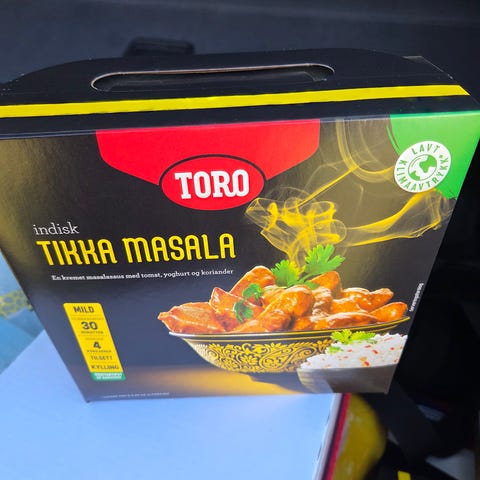 LAVT
KLIMAAVTRYKK
TORO
indisk
TIKKA MASALA
En kremet masalasaus med tomat, yoghurt og koriander
MILD
30
MINUTTER
4
PORSJONER
TILSETT
KYLLING